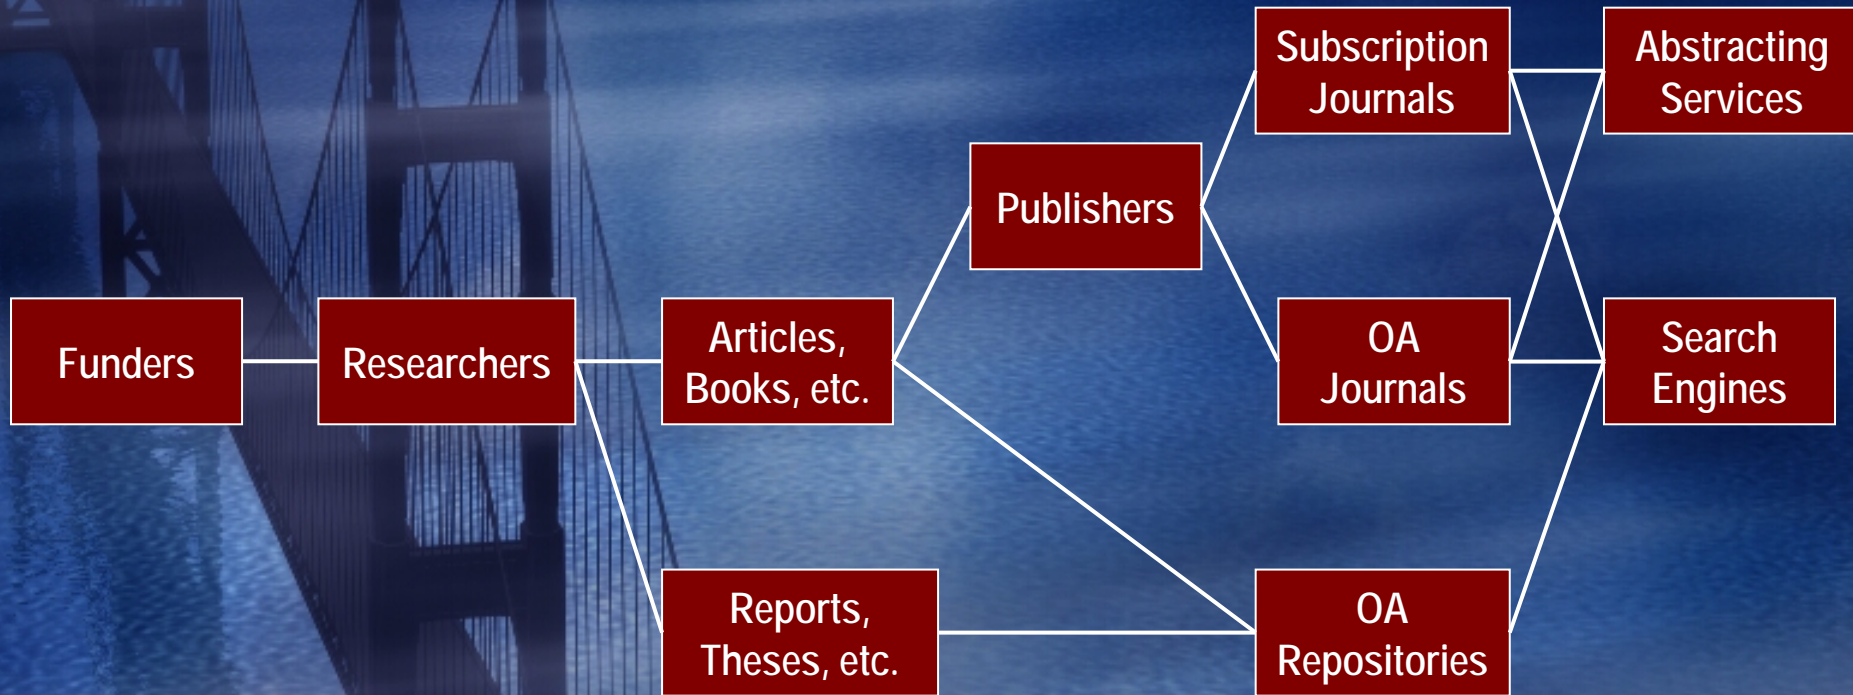 Funders
Researchers
Articles,
Books, etc.
Reports,
Theses, etc.
Publishers
Subscription
Journals
OA
Journals
OA
Repositories
Abstracting
Services
Search
Engines